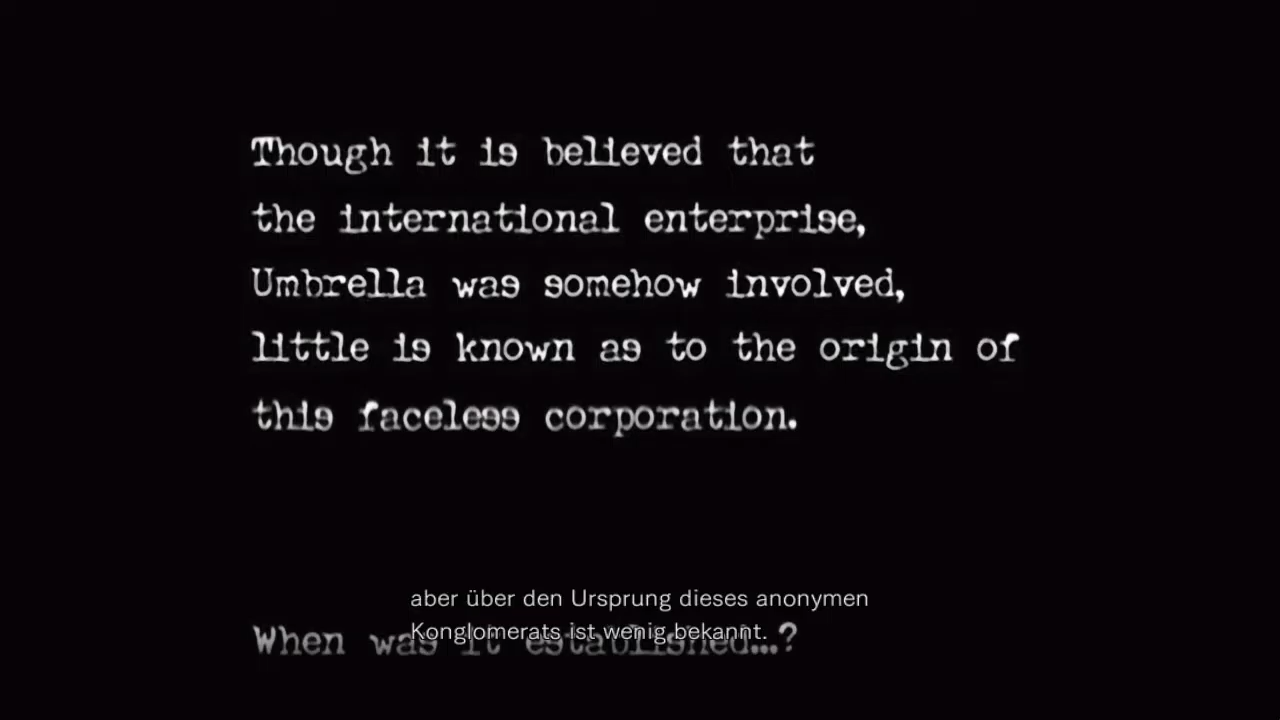 Though it is believed that
the international enterprise,
Umbrella was somehow involved,
little is known as to the origin of
this faceless corporation.
aber über den Ursprung dieses anonymen
Konglomerats ist wenig bekannt.
When was it established...?